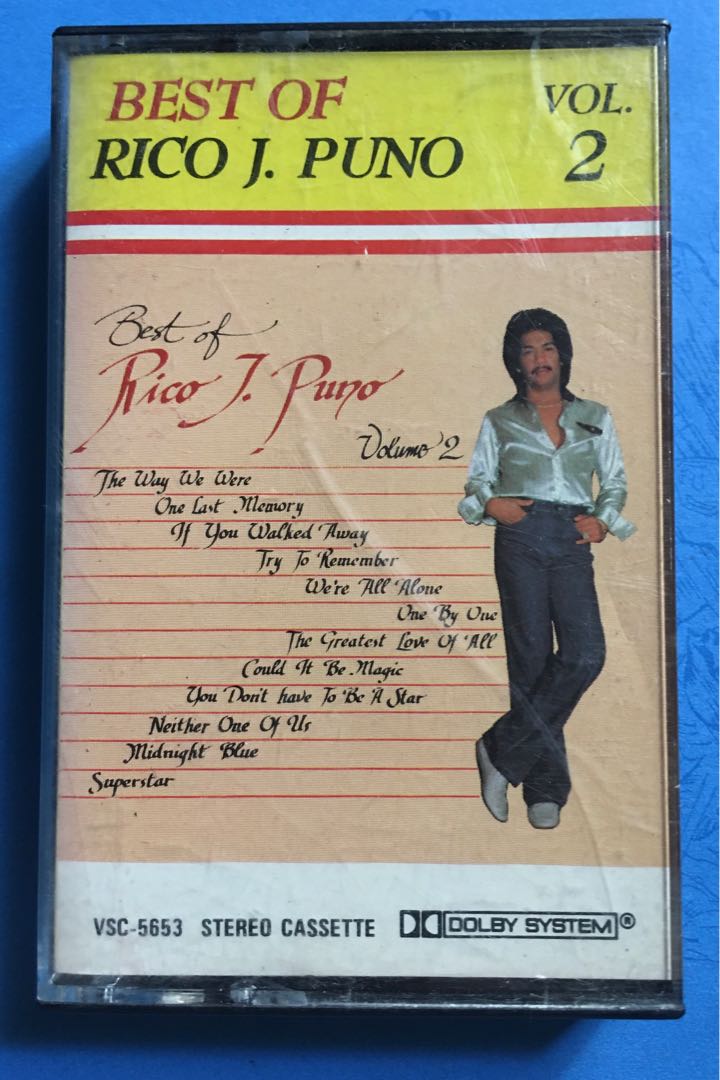 BEST OF VOL.
RICO J. PUNO 2
Best of
Rico J. Puno
Volume 2
The Way We Were
One Last Memory
If You Walked Away
Try To Remember
We're All Alone
One By One
The Greatest Love Of All
Could It Be Magic
You Don't have To Be A Star
Neither One Of Us
Midnight Blue
Superstar
VSC-5653 STEREO CASSETTE DOLBY SYSTEM®